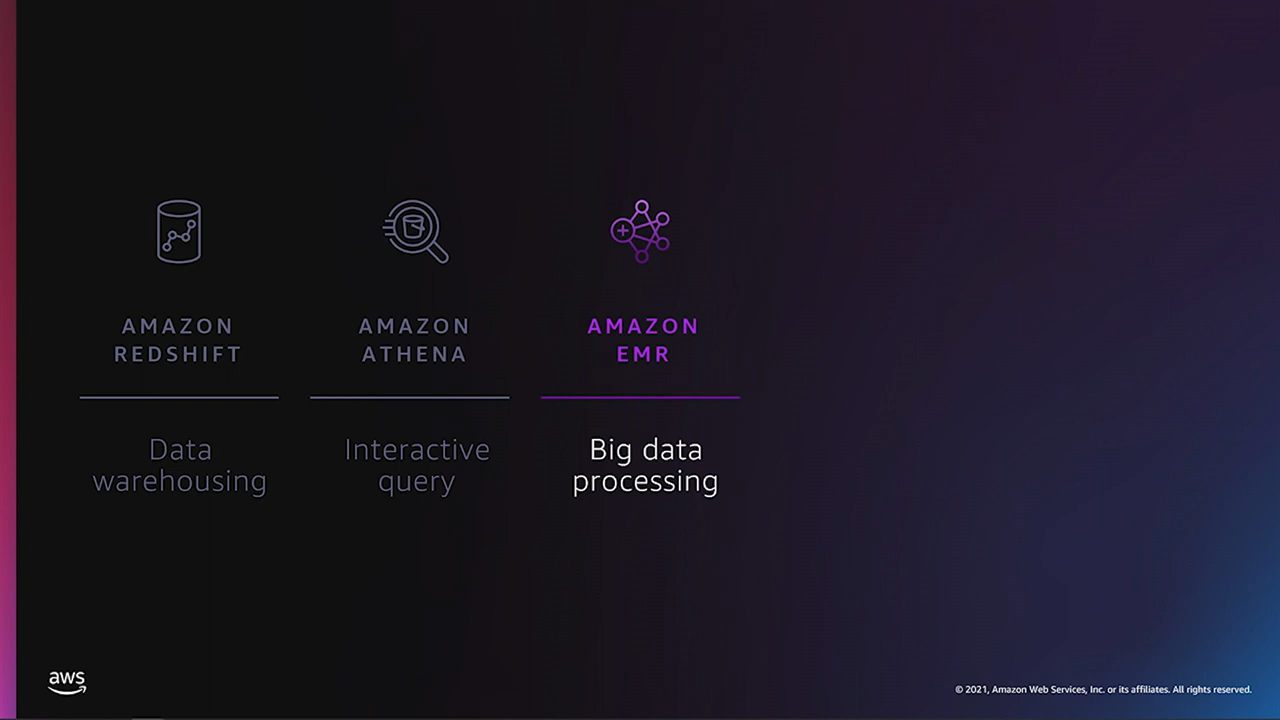 AMAZON
REDSHIFT
Data
warehousing
AMAZON
ATHENA
Interactive
query
AMAZON
EMR
Big data
processing
aws
© 2021, Amazon Web Services, Inc. or its affiliates. All rights reserved.